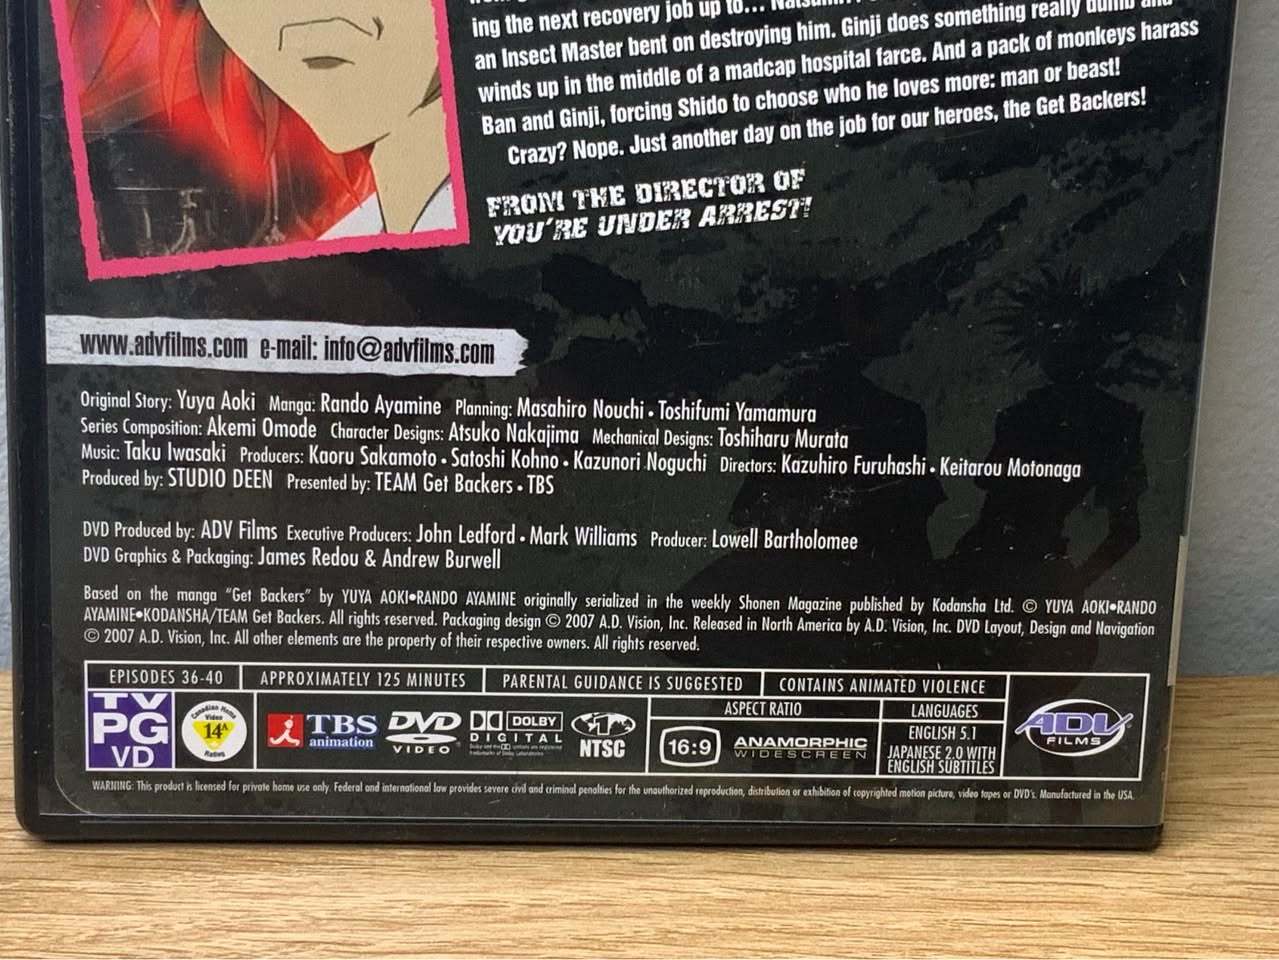 ing the next recovery job up to...
an Insect Master bent on destroying him. Ginji does something really dumb and
winds up in the middle of a madcap hospital farce. And a pack of monkeys harass
Ban and Ginji, forcing Shido to choose who he loves more: man or beast!
Crazy? Nope. Just another day on the job for our heroes, the Get Backers!
FROM THE DIRECTOR OF
YOU'RE UNDER ARREST!
www.advfilms.com e-mail: info@advfilms.com
Original Story: Yuya Aoki Manga: Rando Ayamine Planning: Masahiro Nouchi • Toshifumi Yamamura
Series Composition: Akemi Omode Character Designs: Atsuko Nakajima Mechanical Designs: Toshiharu Murata
Music: Taku Iwasaki Producers: Kaoru Sakamoto • Satoshi Kohno • Kazunori Noguchi Directors: Kazuhiro Furuhashi • Keitarou Motonaga
Produced by: STUDIO DEEN Presented by: TEAM Get Backers • TBS
DVD Produced by: ADV Films Executive Producers: John Ledford • Mark Williams Producer: Lowell Bartholomee
DVD Graphics & Packaging: James Redou & Andrew Burwell
Based on the manga "Get Backers" by YUYA AOKI•RANDO AYAMINE originally serialized in the weekly Shonen Magazine published by Kodansha Ltd. © YUYA AOKI•RANDO
AYAMINE•KODANSHA/TEAM Get Backers. All rights reserved. Packaging design © 2007 A.D. Vision, Inc. Released in North America by A.D. Vision, Inc. DVD Layout, Design and Navigation
© 2007 A.D. Vision, Inc. All other elements are the property of their respective owners. All rights reserved.
EPISODES 36-40 APPROXIMATELY 125 MINUTES PARENTAL GUIDANCE IS SUGGESTED CONTAINS ANIMATED VIOLENCE
TV
PG
VD
Canadian Home
Video
14A
Rating
TBS
animation
DVD
VIDEO
DOLBY
DIGITAL
NTSC
ASPECT RATIO
16:9
ANAMORPHIC
WIDESCREEN
LANGUAGES
ENGLISH 5.1
JAPANESE 2.0 WITH
ENGLISH SUBTITLES
ADV
FILMS
WARNING: This product is licensed for private home use only. Federal and international law provides severe civil and criminal penalties for the unauthorized reproduction, distribution or exhibition of copyrighted motion picture, video tapes or DVD's. Manufactured in the USA.